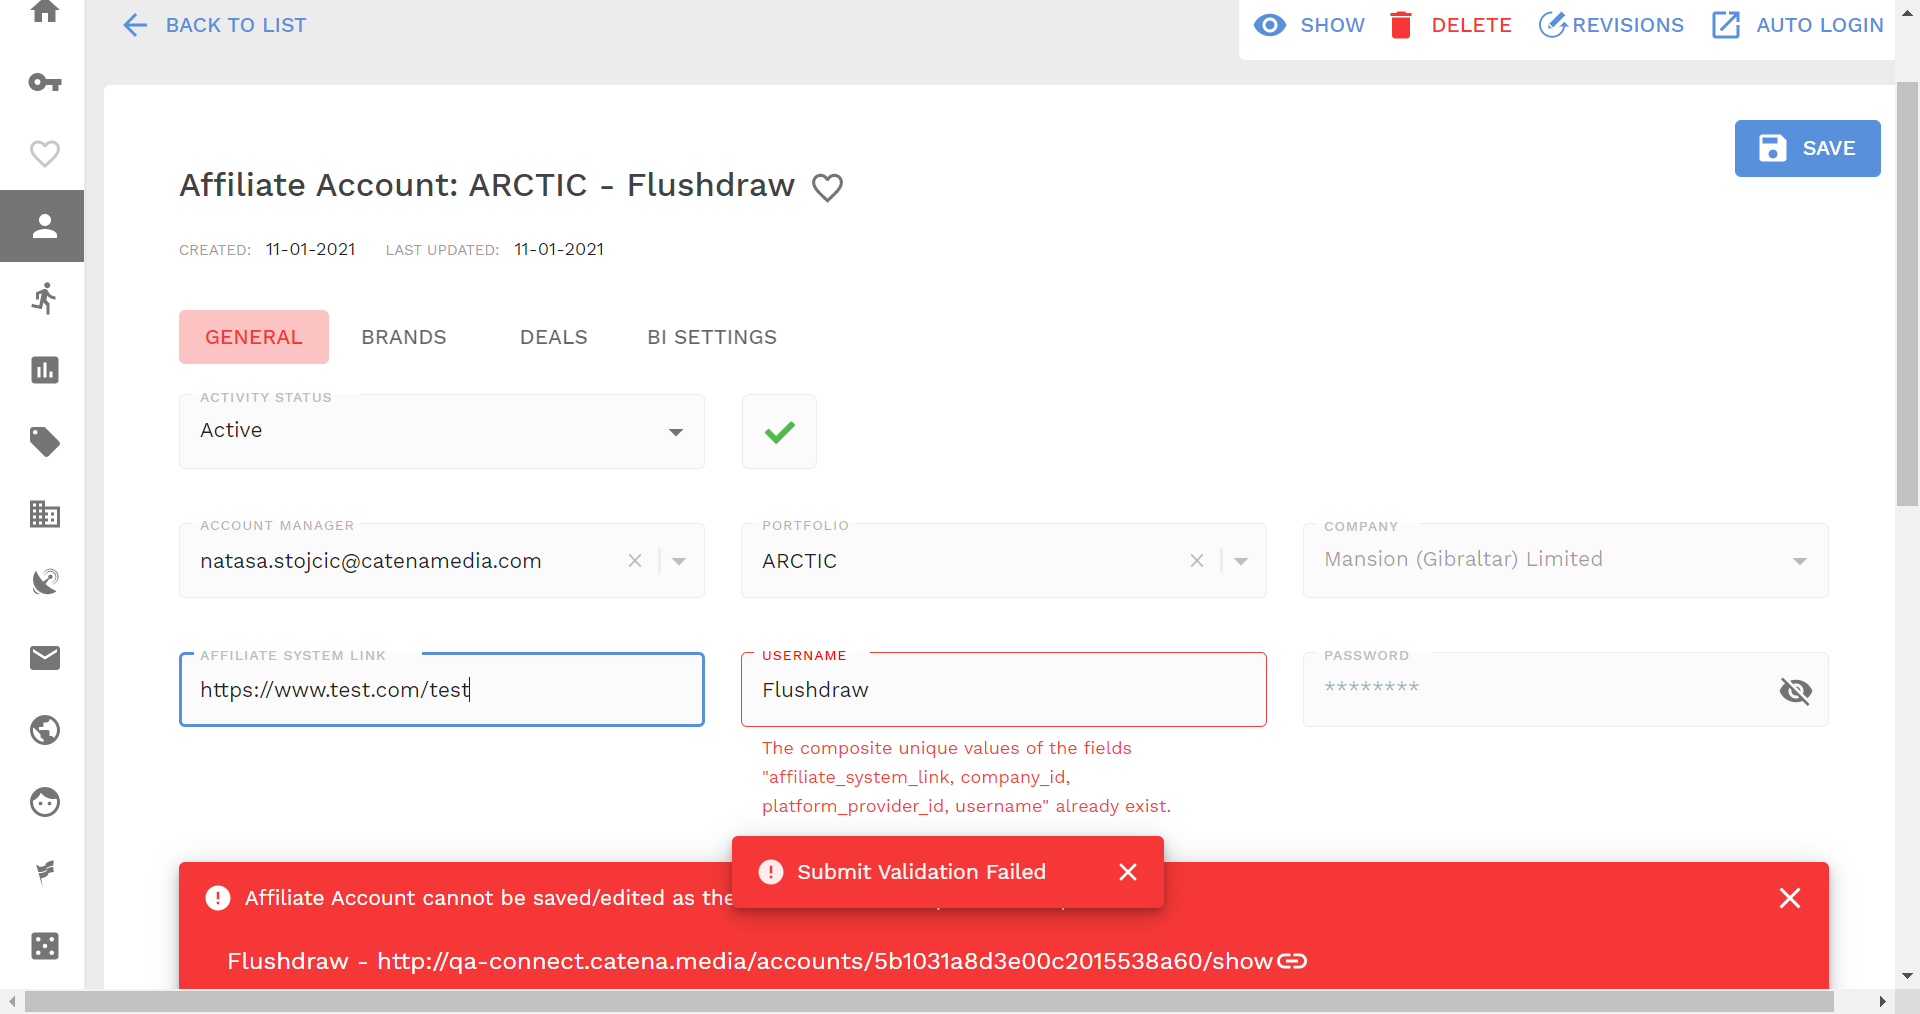 BACK TO LIST
SHOW
DELETE
REVISIONS
AUTO LOGIN
SAVE
Affiliate Account: ARCTIC - Flushdraw
CREATED: 11-01-2021 LAST UPDATED: 11-01-2021
GENERAL
BRANDS
DEALS
BI SETTINGS
ACTIVITY STATUS
Active
ACCOUNT MANAGER
natasa.stojcic@catenamedia.com
PORTFOLIO
ARCTIC
COMPANY
Mansion (Gibraltar) Limited
AFFILIATE SYSTEM LINK
https://www.test.com/test
USERNAME
Flushdraw
The composite unique values of the fields
"affiliate_system_link, company_id,
platform_provider_id, username" already exist.
PASSWORD
********
Submit Validation Failed
Affiliate Account cannot be saved/edited as the
Flushdraw - http://qa-connect.catena.media/accounts/5b1031a8d3e00c2015538a60/show